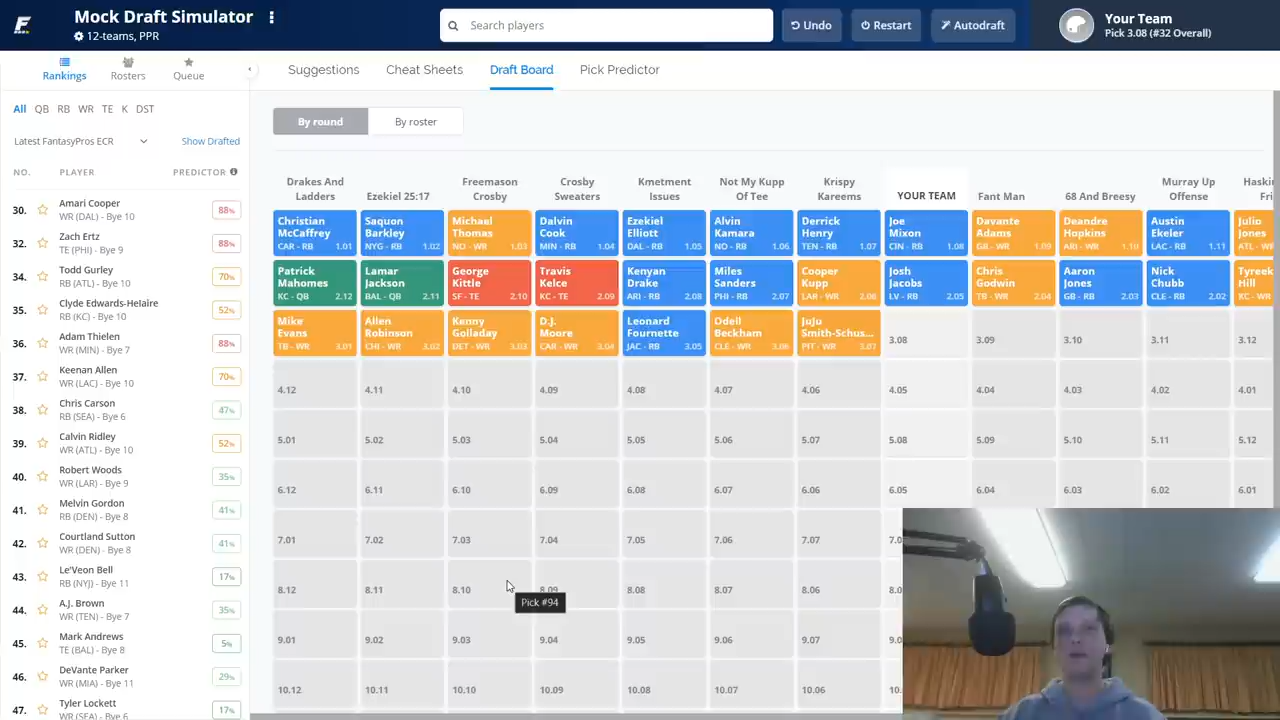 Mock Draft Simulator
12-teams, PPR
Search players
Undo
Restart
Autodraft
Your Team
Pick 3.08 (#32 Overall)
Rankings
Rosters
Queue
Suggestions
Cheat Sheets
Draft Board
Pick Predictor
All QB RB WR TE K DST
Latest FantasyPros ECR
Show Drafted
NO. PLAYER PREDICTOR
30. Amari Cooper 88%
WR (DAL) - Bye 10
32. Zach Ertz 88%
TE (PHI) - Bye 9
34. Todd Gurley 70%
RB (ATL) - Bye 10
35. Clyde Edwards-Helaire 52%
RB (KC) - Bye 10
36. Adam Thielen 88%
WR (MIN) - Bye 7
37. Keenan Allen 70%
WR (LAC) - Bye 10
38. Chris Carson 47%
RB (SEA) - Bye 6
39. Calvin Ridley 52%
WR (ATL) - Bye 10
40. Robert Woods 35%
WR (LAR) - Bye 9
41. Melvin Gordon 41%
RB (DEN) - Bye 8
42. Courtland Sutton 41%
WR (DEN) - Bye 8
43. Le'Veon Bell 17%
RB (NYJ) - Bye 11
44. A.J. Brown 35%
WR (TEN) - Bye 7
45. Mark Andrews 5%
TE (BAL) - Bye 8
46. DeVante Parker 29%
WR (MIA) - Bye 11
47. Tyler Lockett 17%
WR (SEA) - Bye 6
By round
By roster
Drakes And
Ladders
Ezekiel 25:17
Freemason
Crosby
Crosby
Sweaters
Kmetment
Issues
Not My Kupp
Of Tee
Krispy
Kareems
YOUR TEAM
Fant Man
68 And Breesy
Murray Up
Offense
Christian
McCaffrey
CAR - RB 1.01
Saquon
Barkley
NYG - RB 1.02
Michael
Thomas
NO - WR 1.03
Dalvin
Cook
MIN - RB 1.04
Ezekiel
Elliott
DAL - RB 1.05
Alvin
Kamara
NO - RB 1.06
Derrick
Henry
TEN - RB 1.07
Joe
Mixon
CIN - RB 1.08
Davante
Adams
GB - WR 1.09
Deandre
Hopkins
ARI - WR 1.10
Austin
Ekeler
LAC - RB 1.11
Julio
Jones
ATL - WR
Patrick
Mahomes
KC - QB 2.12
Lamar
Jackson
BAL - QB 2.11
George
Kittle
SF - TE 2.10
Travis
Kelce
KC - TE 2.09
Kenyan
Drake
ARI - RB 2.08
Miles
Sanders
PHI - RB 2.07
Cooper
Kupp
LAR - WR 2.06
Josh
Jacobs
LV - RB 2.05
Chris
Godwin
TB - WR 2.04
Aaron
Jones
GB - RB 2.03
Nick
Chubb
CLE - RB 2.02
Tyreek
Hill
KC - WR
Mike
Evans
TB - WR 3.01
Allen
Robinson
CHI - WR 3.02
Kenny
Golladay
DET - WR 3.03
D.J.
Moore
CAR - WR 3.04
Leonard
Fournette
JAC - RB 3.05
Odell
Beckham
CLE - WR 3.06
JuJu
Smith-Schus...
PIT - WR 3.07
3.08 3.09 3.10 3.11 3.12
4.12 4.11 4.10 4.09 4.08 4.07 4.06 4.05 4.04 4.03 4.02 4.01
5.01 5.02 5.03 5.04 5.05 5.06 5.07 5.08 5.09 5.10 5.11 5.12
6.12 6.11 6.10 6.09 6.08 6.07 6.06 6.05 6.04 6.03 6.02 6.01
7.01 7.02 7.03 7.04 7.05 7.06 7.07
8.12 8.11 8.10 8.09 8.08 8.07 8.06
Pick #94
9.01 9.02 9.03 9.04 9.05 9.06 9.07
10.12 10.11 10.10 10.09 10.08 10.07 10.06